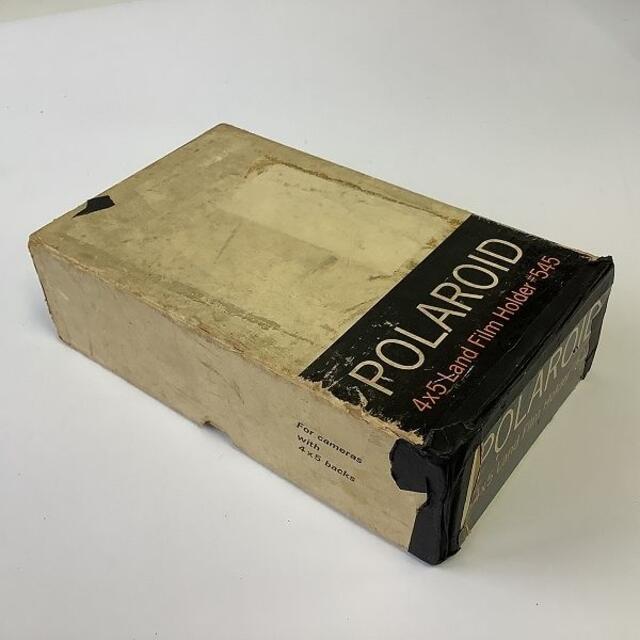 POLAROID
4x5 Land Film Holder #545
For cameras
with
4x5 backs
POLAROID
4x5 Land Film Holder